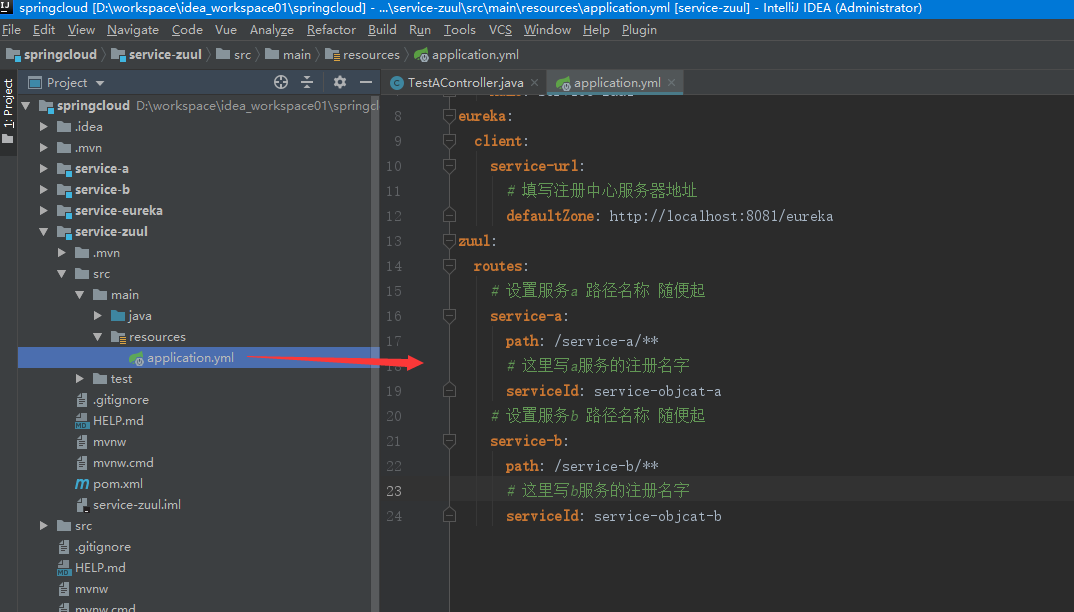 springcloud [D:\workspace\idea_workspace01\springcloud] - ...\service-zuul\src\main\resources\application.yml [service-zuul] - IntelliJ IDEA (Administrator)
File Edit View Navigate Code Vue Analyze Refactor Build Run Tools VCS Window Help Plugin
springcloud service-zuul src main resources application.yml
1: Project
Project
springcloud D:\workspace\idea_workspace01\springcl
.idea
.mvn
service-a
service-b
service-eureka
service-zuul
.mvn
src
main
java
resources
application.yml
test
.gitignore
HELP.md
mvnw
mvnw.cmd
pom.xml
service-zuul.iml
src
.gitignore
HELP.md
mvnw
mvnw.cmd
TestAController.java application.yml
8 eureka:
9 client:
10 service-url:
11 # 填写注册中心服务器地址
12 defaultZone: http://localhost:8081/eureka
13 zuul:
14 routes:
15 # 设置服务a 路径名称 随便起
16 service-a:
17 path: /service-a/**
18 # 这里写a服务的注册名字
19 serviceId: service-objcat-a
20 # 设置服务b 路径名称 随便起
21 service-b:
22 path: /service-b/**
23 # 这里写b服务的注册名字
24 serviceId: service-objcat-b